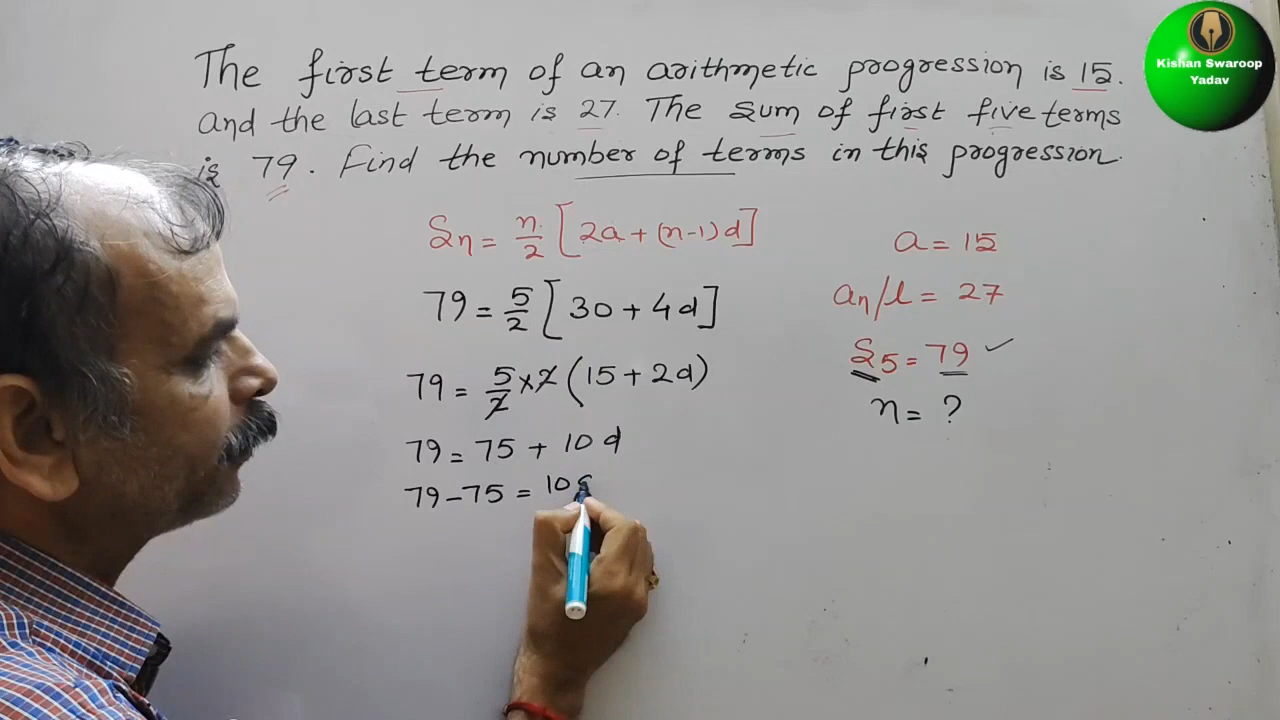 The first term of an arithmetic progression is 15.
and the last term is 27. The sum of first five terms
is 79. Find the number of terms in this progression.
Sn = n/2 [2a + (n-1)d]
79 = 5/2 [30 + 4d]
79 = 5/2 × 2 (15 + 2d)
79 = 75 + 10d
79 - 75 = 10
a = 15
an/l = 27
S5 = 79 ✓
n = ?
Kishan Swaroop
Yadav